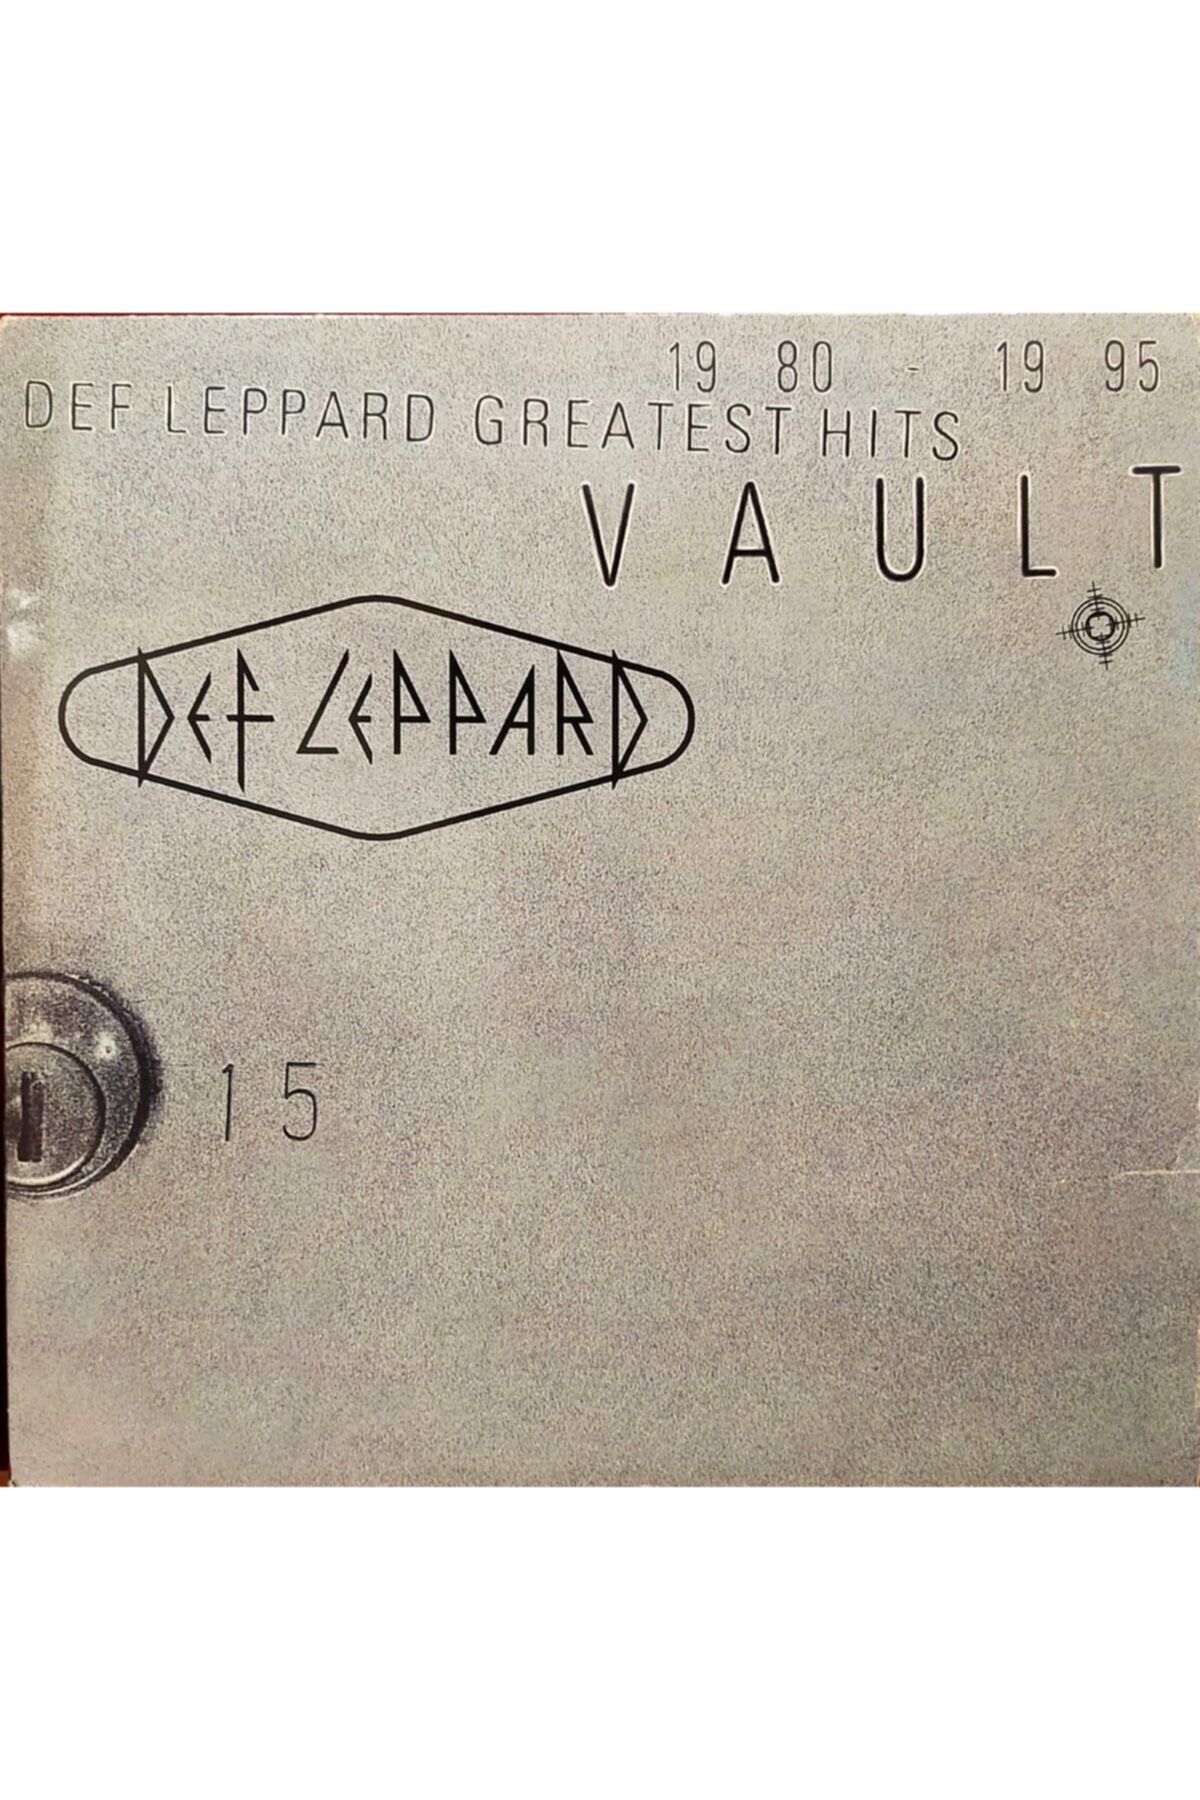 19 80 - 19 95
DEF LEPPARD GREATEST HITS
VAULT
DEF LEPPARD
15